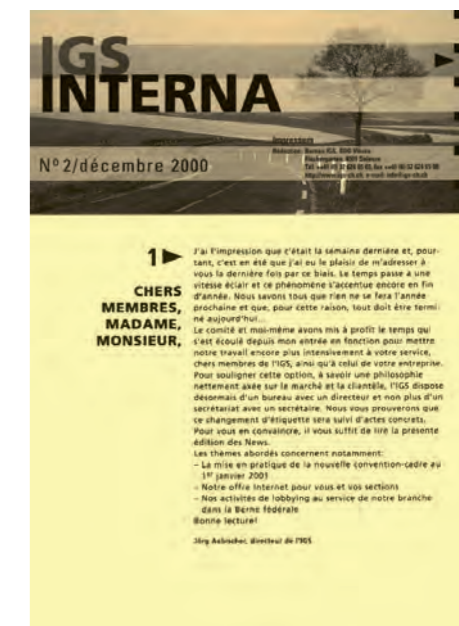 IGS
INTERNA
Impressum
Nº 2/décembre 2000
1
CHERS
MEMBRES,
MADAME,
MONSIEUR,
J'ai l'impression que c'était la semaine dernière et, pour-
tant, c'est en été que j'ai eu le plaisir de m'adresser à
vous la dernière fois par ce biais. Le temps passe à une
vitesse éclair et ce phénomène s'accentue encore en fin
d'année. Nous savons tous que rien ne se fera l'année
prochaine et que, pour cette raison, tout doit être termi-
né aujourd'hui...
Le comité et moi-même avons mis à profit le temps qui
s'est écoulé depuis mon entrée en fonction pour mettre
notre travail encore plus intensivement à votre service,
chers membres de l'IGS, ainsi qu'à celui de votre entreprise.
Pour souligner cette option, à savoir une philosophie
nettement axée sur le marché et la clientèle, l'IGS dispose
désormais d'un bureau avec un directeur et non plus d'un
secrétariat avec un secrétaire. Nous vous prouverons que
ce changement d'étiquette sera suivi d'actes concrets.
Pour vous en convaincre, il vous suffit de lire la présente
édition des News.
Les thèmes abordés concernent notamment:
– La mise en pratique de la nouvelle convention-cadre au
1er janvier 2001
– Notre offre Internet pour vous et vos sections
– Nos activités de lobbying au service de notre branche
dans la Berne fédérale
Bonne lecture!
directeur de l'IGS